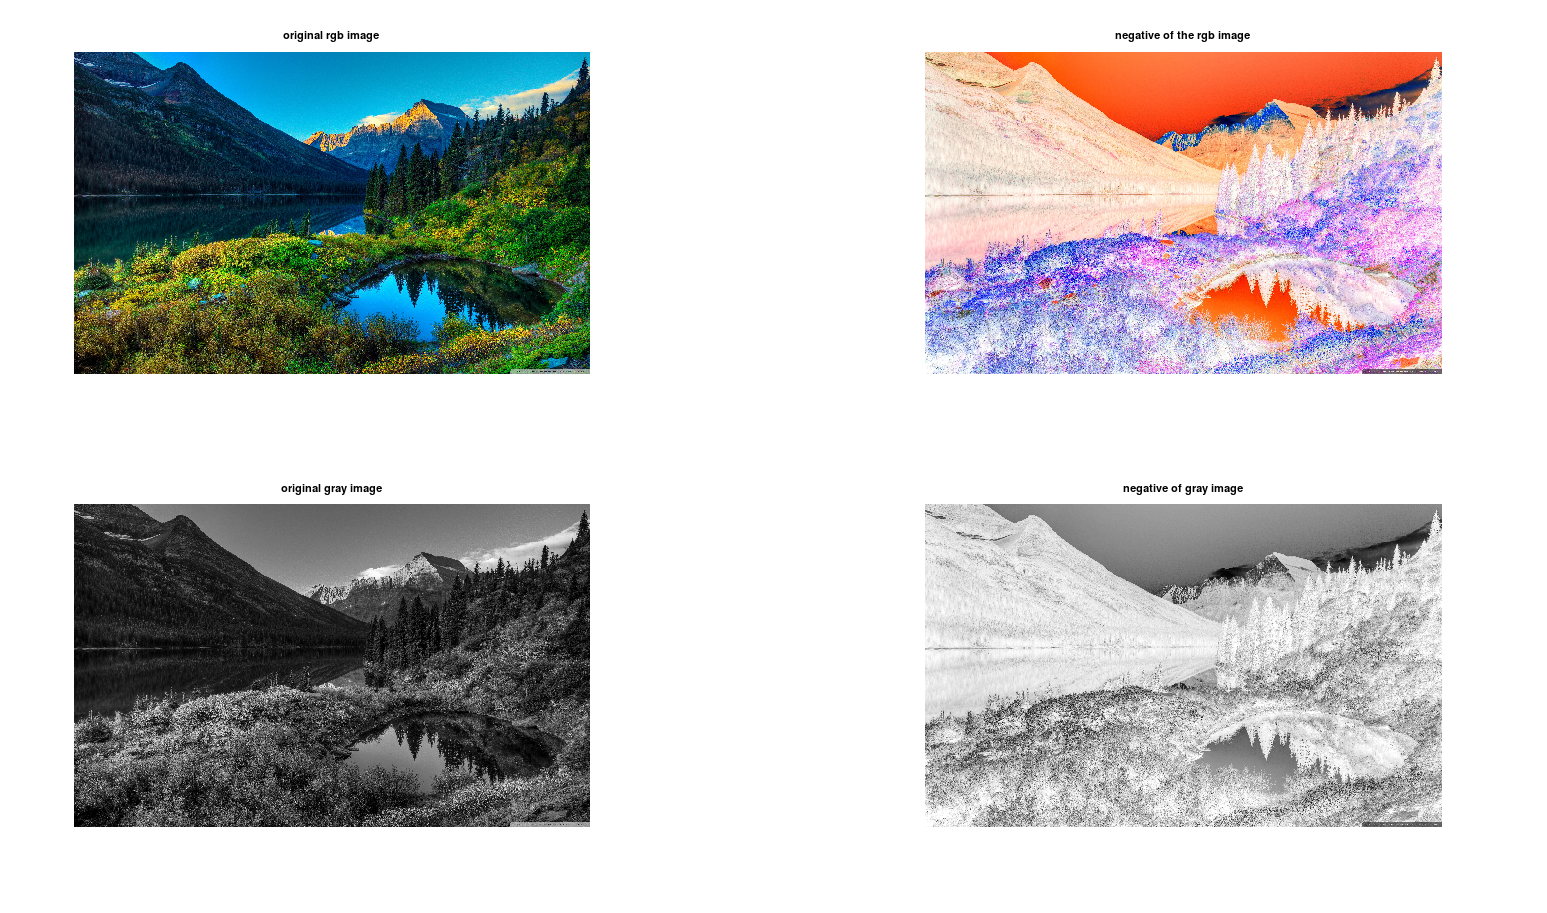 original rgb image
negative of the rgb image
original gray image
negative of gray image